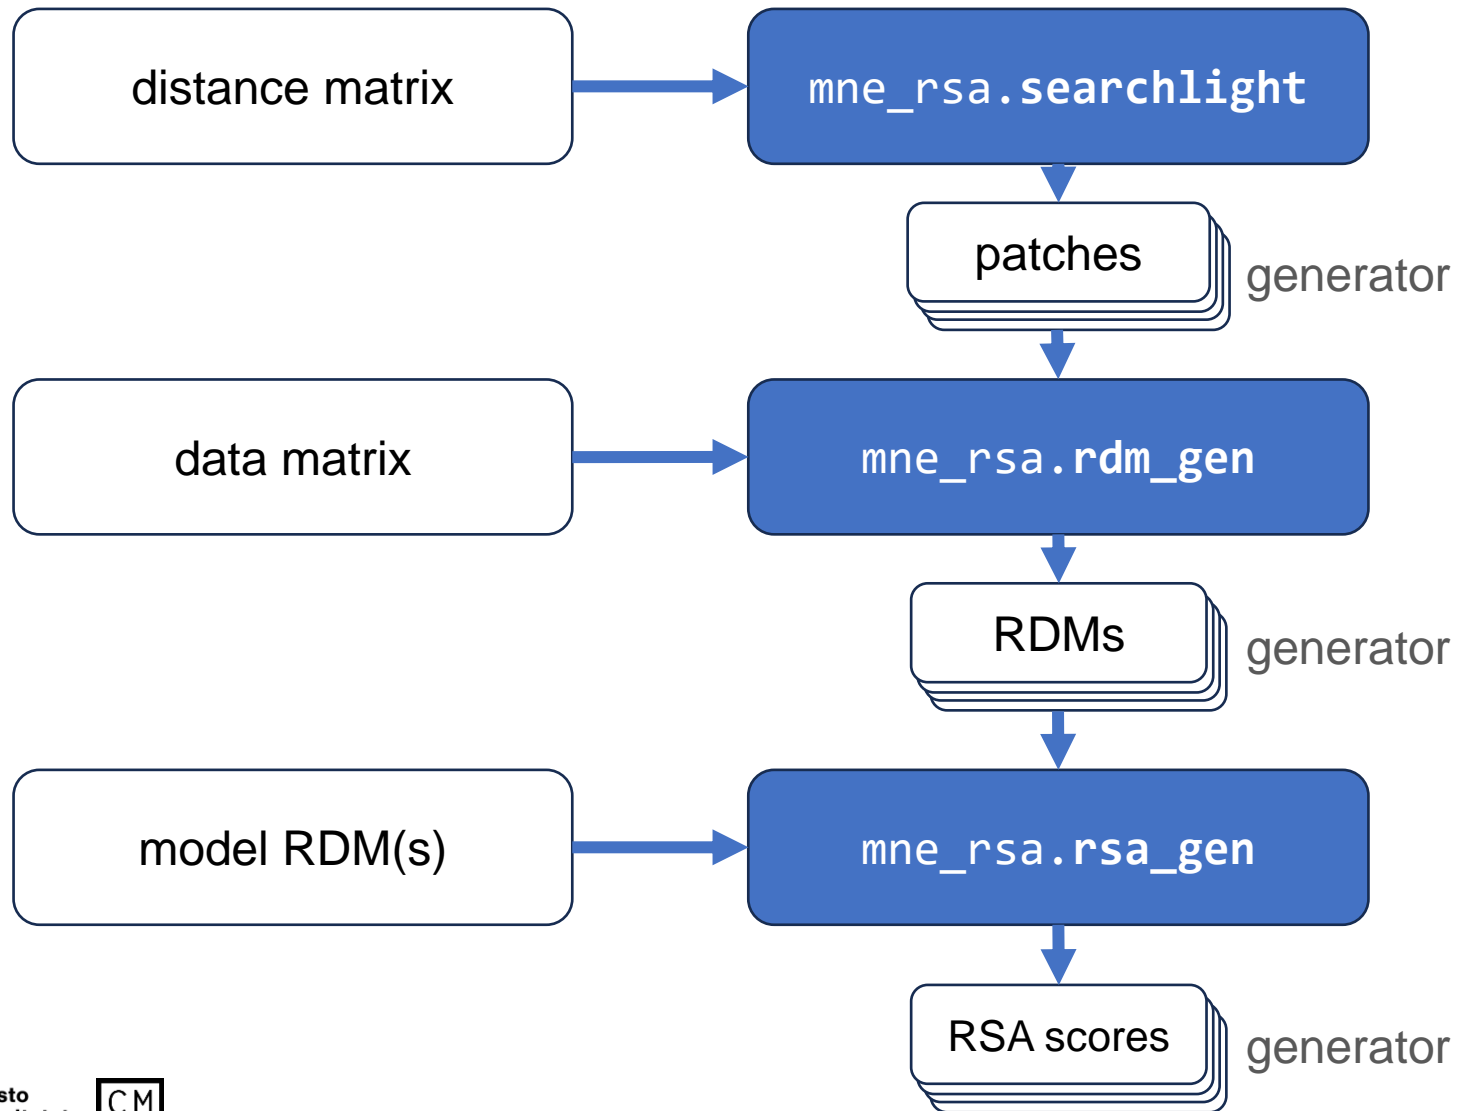 distance matrix
mne_rsa.searchlight
patches
generator
data matrix
mne_rsa.rdm_gen
RDMs
generator
model RDM(s)
mne_rsa.rsa_gen
RSA scores
generator
CM